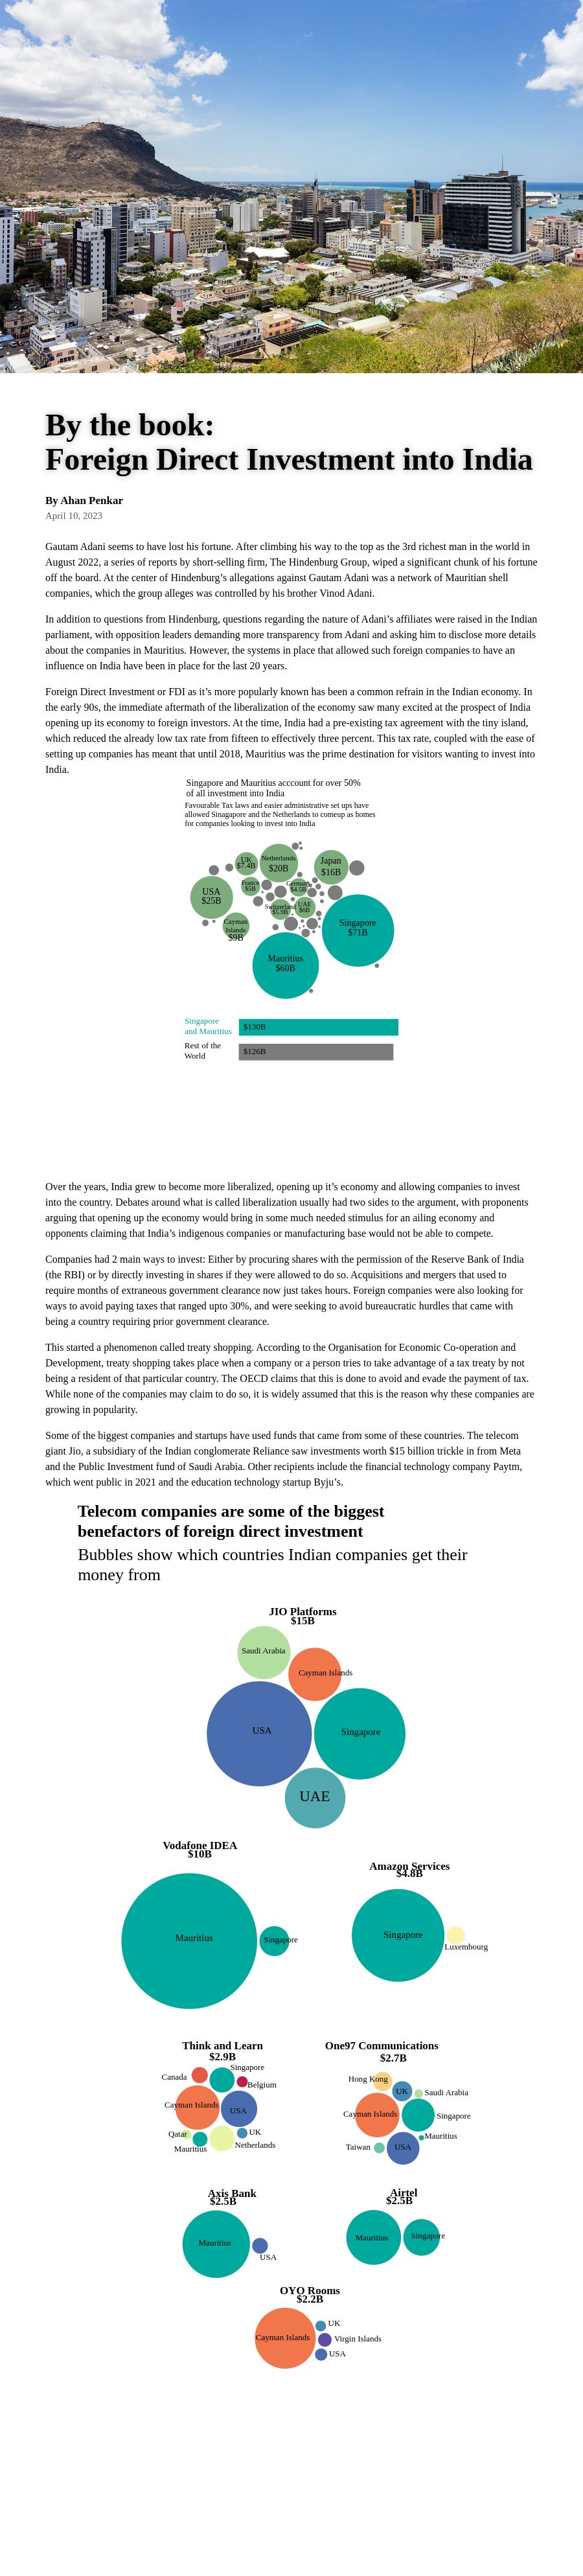 By the book:
Foreign Direct Investment into India
By Ahan Penkar
April 10, 2023
Gautam Adani seems to have lost his fortune. After climbing his way to the top as the 3rd richest man in the world in
August 2022, a series of reports by short-selling firm, The Hindenburg Group, wiped a significant chunk of his fortune
off the board. At the center of Hindenburg’s allegations against Gautam Adani was a network of Mauritian shell
companies, which the group alleges was controlled by his brother Vinod Adani.
In addition to questions from Hindenburg, questions regarding the nature of Adani’s affiliates were raised in the Indian
parliament, with opposition leaders demanding more transparency from Adani and asking him to disclose more details
about the companies in Mauritius. However, the systems in place that allowed such foreign companies to have an
influence on India have been in place for the last 20 years.
Foreign Direct Investment or FDI as it’s more popularly known has been a common refrain in the Indian economy. In
the early 90s, the immediate aftermath of the liberalization of the economy saw many excited at the prospect of India
opening up its economy to foreign investors. At the time, India had a pre-existing tax agreement with the tiny island,
which reduced the already low tax rate from fifteen to effectively three percent. This tax rate, coupled with the ease of
setting up companies has meant that until 2018, Mauritius was the prime destination for visitors wanting to invest into
India.
Singapore and Mauritius acccount for over 50%
of all investment into India
Favourable Tax laws and easier administrative set ups have
allowed Sinagapore and the Netherlands to comeup as homes
for companies looking to invest into India
UK
$7.4B
Netherlands
$20B
Japan
$16B
USA
$25B
France
$5B
Germany
$4.5B
Switzerland
$5.5B
UAE
$6B
Cayman
Islands
$9B
Singapore
$71B
Mauritius
$60B
Singapore
and Mauritius
$130B
Rest of the
World
$126B
Over the years, India grew to become more liberalized, opening up it’s economy and allowing companies to invest
into the country. Debates around what is called liberalization usually had two sides to the argument, with proponents
arguing that opening up the economy would bring in some much needed stimulus for an ailing economy and
opponents claiming that India’s indigenous companies or manufacturing base would not be able to compete.
Companies had 2 main ways to invest: Either by procuring shares with the permission of the Reserve Bank of India
(the RBI) or by directly investing in shares if they were allowed to do so. Acquisitions and mergers that used to
require months of extraneous government clearance now just takes hours. Foreign companies were also looking for
ways to avoid paying taxes that ranged upto 30%, and were seeking to avoid bureaucratic hurdles that came with
being a country requiring prior government clearance.
This started a phenomenon called treaty shopping. According to the Organisation for Economic Co-operation and
Development, treaty shopping takes place when a company or a person tries to take advantage of a tax treaty by not
being a resident of that particular country. The OECD claims that this is done to avoid and evade the payment of tax.
While none of the companies may claim to do so, it is widely assumed that this is the reason why these companies are
growing in popularity.
Some of the biggest companies and startups have used funds that came from some of these countries. The telecom
giant Jio, a subsidiary of the Indian conglomerate Reliance saw investments worth $15 billion trickle in from Meta
and the Public Investment fund of Saudi Arabia. Other recipients include the financial technology company Paytm,
which went public in 2021 and the education technology startup Byju’s.
Telecom companies are some of the biggest
benefactors of foreign direct investment
Bubbles show which countries Indian companies get their
money from
JIO Platforms
$15B
Saudi Arabia
Cayman Islands
USA
Singapore
UAE
Vodafone IDEA
$10B
Mauritius
Singapore
Amazon Services
$4.8B
Singapore
Luxembourg
Think and Learn
$2.9B
Singapore
Canada
Belgium
Cayman Islands
USA
Qatar
UK
Mauritius
Netherlands
One97 Communications
$2.7B
Hong Kong
UK
Saudi Arabia
Cayman Islands
Singapore
Mauritius
Taiwan
USA
Axis Bank
$2.5B
Mauritius
USA
Airtel
$2.5B
Mauritius
Singapore
OYO Rooms
$2.2B
UK
Cayman Islands
Virgin Islands
USA